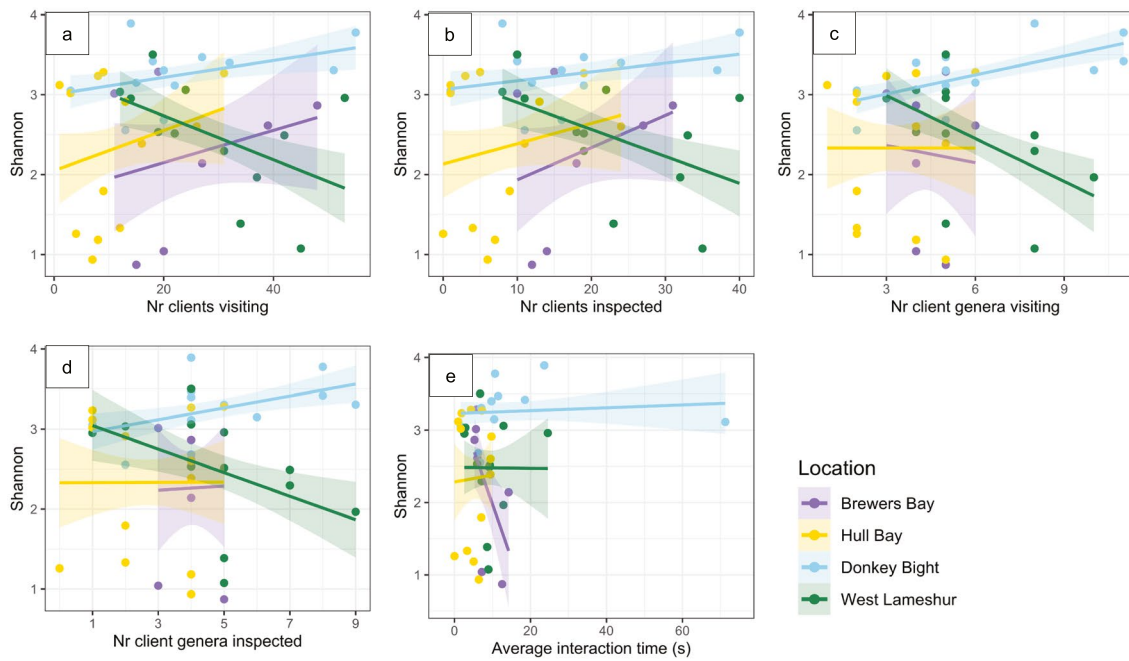 a
4
3
2
1
Shannon
0
20
40
Nr clients visiting
b
4
3
2
1
Shannon
0
10
20
30
40
Nr clients inspected
c
4
3
2
1
Shannon
3
6
9
Nr client genera visiting
d
4
3
2
1
Shannon
1
3
5
7
9
Nr client genera inspected
e
4
3
2
1
Shannon
0
20
40
60
Average interaction time (s)
Location
Brewers Bay
Hull Bay
Donkey Bight
West Lameshur